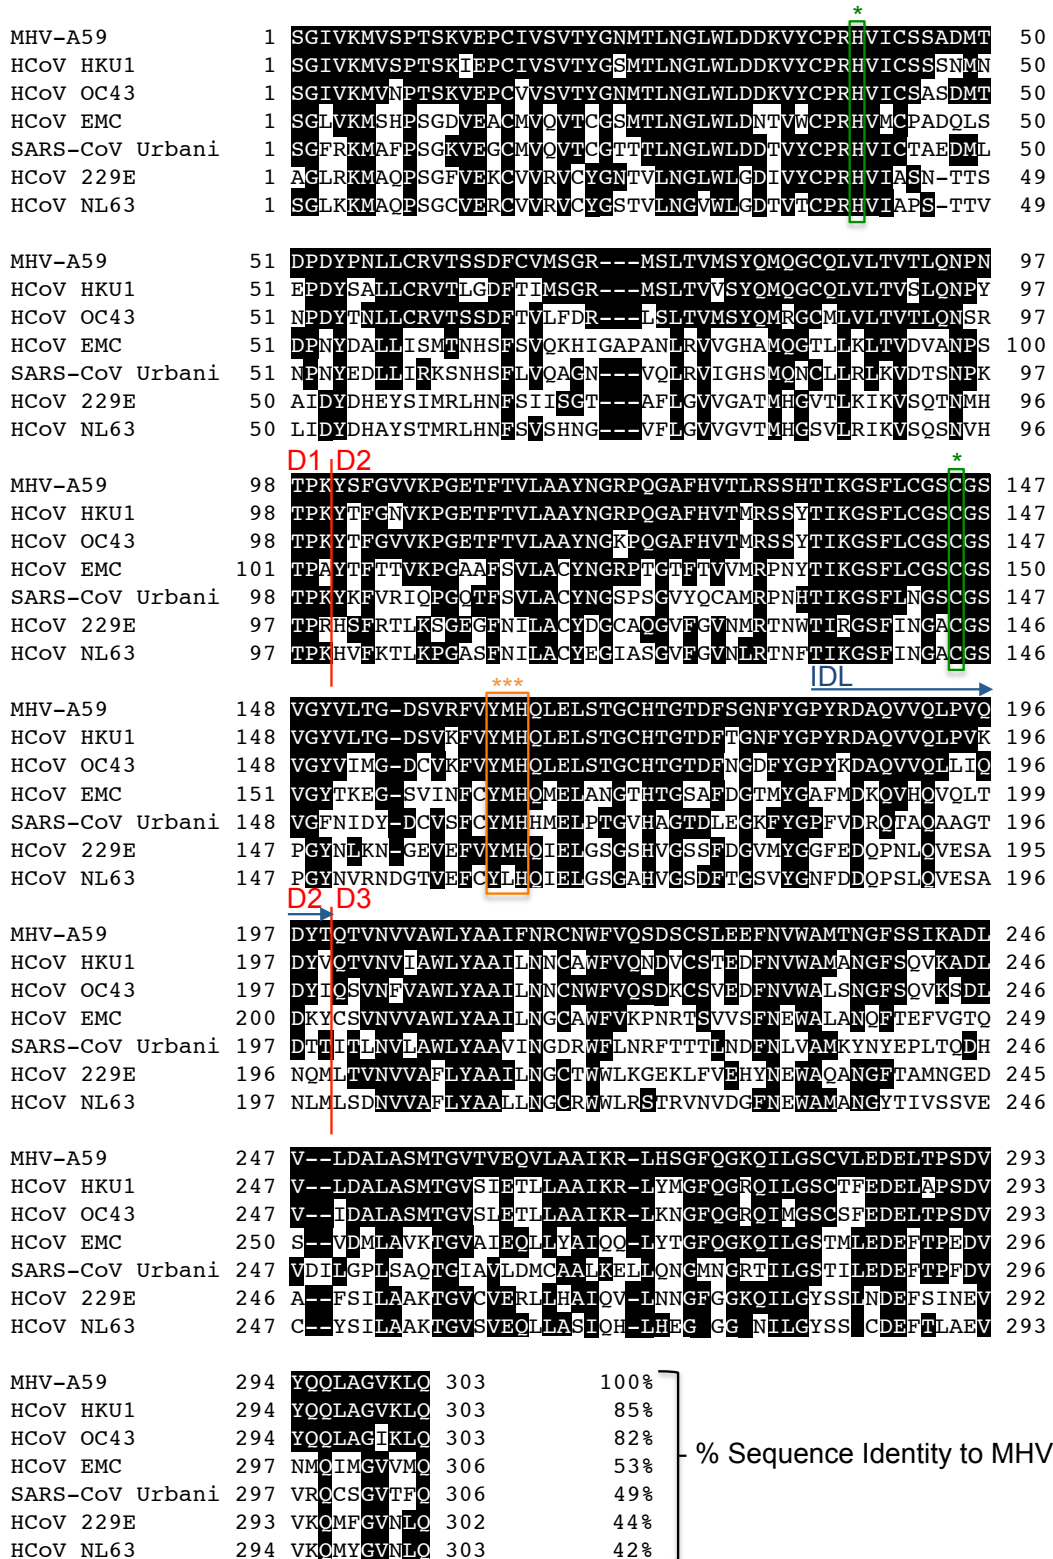 *
MHV-A59 1 SGIVKMVSPTSKVEPCIVSVTYGNMTLNGLWLDDKVYCPRHVICSSADMT 50
HCoV HKU1 1 SGIVKMVSPTSKIEPCIVSVTYGSMTLNGLWLDDKVYCPRHVICSSSNMN 50
HCoV OC43 1 SGIVKMVNPTSKVEPCVVSVTYGNMTLNGLWLDDKVYCPRHVICSASDMT 50
HCoV EMC 1 SGLVKMSHPSGDVEACMVQVTCGSMTLNGLWLDNTVWCPRHVMCPADQLS 50
SARS-CoV Urbani 1 SGFRKMAFPSGKVEGCMVQVTCGTTTLNGLWLDDTVYCPRHVICTAEDML 50
HCoV 229E 1 AGLRKMAQPSGFVEKCVVRVCYGNTVLNGLWLGDIVYCPRHVIASN-TTS 49
HCoV NL63 1 SGLKKMAQPSGCVERCVVRVCYGSTVLNGVWLGDTVTCPRHVIAPS-TTV 49
MHV-A59 51 DPDYPNLLCRVTSSDFCVMSGR---MSLTVMSYQMQGCQLVLTVTLQNPN 97
HCoV HKU1 51 EPDYSALLCRVTLGDFTIMSGR---MSLTVVSYQMQGCQLVLTVSLQNPY 97
HCoV OC43 51 NPDYTNLLCRVTSSDFTVLFDR---LSLTVMSYQMRGCMLVLTVTLQNSR 97
HCoV EMC 51 DPNYDALLISMTNHSFSVQKHIGAPANLRVVGHAMQGTLLKLTVDVANPS 100
SARS-CoV Urbani 51 NPNYEDLLIRKSNHSFLVQAGN---VQLRVIGHSMQNCLLRLKVDTSNPK 97
HCoV 229E 50 AIDYDHEYSIMRLHNFSIISGT---AFLGVVGATMHGVTLKIKVSQTNMH 96
HCoV NL63 50 LIDYDHAYSTMRLHNFSVSHNG---VFLGVVGVTMHGSVLRIKVSQSNVH 96
D1 D2 *
MHV-A59 98 TPKYSFGVVKPGETFTVLAAYNGRPQGAFHVTLRSSHTIKGSFLCGSCGS 147
HCoV HKU1 98 TPKYTFGNVKPGETFTVLAAYNGRPQGAFHVTMRSSYTIKGSFLCGSCGS 147
HCoV OC43 98 TPKYTFGVVKPGETFTVLAAYNGKPQGAFHVTMRSSYTIKGSFLCGSCGS 147
HCoV EMC 101 TPAYTFTTVKPGAAFSVLACYNGRPTGTFTVVMRPNYTIKGSFLCGSCGS 150
SARS-CoV Urbani 98 TPKYKFVRIQPGQTFSVLACYNGSPSGVYQCAMRPNHTIKGSFLNGSCGS 147
HCoV 229E 97 TPRHSFRTLKSGEGFNILACYDGCAQGVFGVNMRTNWTIRGSFINGACGS 146
HCoV NL63 97 TPKHVFKTLKPGASFNILACYEGIASGVFGVNLRTNFTIKGSFINGACGS 146
*** IDL
MHV-A59 148 VGYVLTG-DSVRFVYMHQLELSTGCHTGTDFSGNFYGPYRDAQVVQLPVQ 196
HCoV HKU1 148 VGYVLTG-DSVKFVYMHQLELSTGCHTGTDFTGNFYGPYRDAQVVQLPVK 196
HCoV OC43 148 VGYVIMG-DCVKFVYMHQLELSTGCHTGTDFNGDFYGPYKDAQVVQLLIQ 196
HCoV EMC 151 VGYTKEG-SVINFCYMHQMELANGTHTGSAFDGTMYGAFMDKQVHQVQLT 199
SARS-CoV Urbani 148 VGFNIDY-DCVSFCYMHHMELPTGVHAGTDLEGKFYGPFVDRQTAQAAGT 196
HCoV 229E 147 PGYNLKN-GEVEFVYMHQIELGSGSHVGSSFDGVMYGGFEDQPNLQVESA 195
HCoV NL63 147 PGYNVRNDGTVEFCYLHQIELGSGAHVGSDFTGSVYGNFDDQPSLQVESA 196
D2 D3
MHV-A59 197 DYTQTVNVVAWLYAAIFNRCNWFVQSDSCSLEEFNVWAMTNGFSSIKADL 246
HCoV HKU1 197 DYVQTVNVIAWLYAAILNNCAWFVQNDVCSTEDFNVWAMANGFSQVKADL 246
HCoV OC43 197 DYIQSVNFVAWLYAAILNNCNWFVQSDKCSVEDFNVWALSNGFSQVKSDL 246
HCoV EMC 200 DKYCSVNVVAWLYAAILNGCAWFVKPNRTSVVSFNEWALANQFTEFVGTQ 249
SARS-CoV Urbani 197 DTTITLNVLAWLYAAVINGDRWFLNRFTTTLNDFNLVAMKYNYEPLTQDH 246
HCoV 229E 196 NQMLTVNVVAFLYAAILNGCTWWLKGEKLFVEHYNEWAQANGFTAMNGED 245
HCoV NL63 197 NLMLSDNVVAFLYAALLNGCRWWLRSTRVNVDGFNEWAMANGYTIVSSVE 246
MHV-A59 247 V--LDALASMTGVTVEQVLAAIKR-LHSGFQGKQILGSCVLEDELTPSDV 293
HCoV HKU1 247 V--LDALASMTGVSIETLLAAIKR-LYMGFQGRQILGSCTFEDELAPSDV 293
HCoV OC43 247 V--IDALASMTGVSLETLLAAIKR-LKNGFQGRQIMGSCSFEDELTPSDV 293
HCoV EMC 250 S--VDMLAVKTGVAIEQLLYAIQQ-LYTGFQGKQILGSTMLEDEFTPEDV 296
SARS-CoV Urbani 247 VDILGPLSAQTGIAVLDMCAALKELLQNGMNGRTILGSTILEDEFTPFDV 296
HCoV 229E 246 A--FSILAAKTGVCVERLLHAIQV-LNNGFGGKQILGYSSLNDEFSINEV 292
HCoV NL63 247 C--YSILAAKTGVSVEQLLASIQH-LHEG GG NILGYSS CDEFTLAEV 293
MHV-A59 294 YQQLAGVKLQ 303 100%
HCoV HKU1 294 YQQLAGVKLQ 303 85%
HCoV OC43 294 YQQLAGIKLQ 303 82%
HCoV EMC 297 NMQIMGVVMQ 306 53%
% Sequence Identity to MHV
SARS-CoV Urbani 297 VRQCSGVTFQ 306 49%
HCoV 229E 293 VKQMFGVNLQ 302 44%
HCoV NL63 294 VKQMYGVNLQ 303 42%